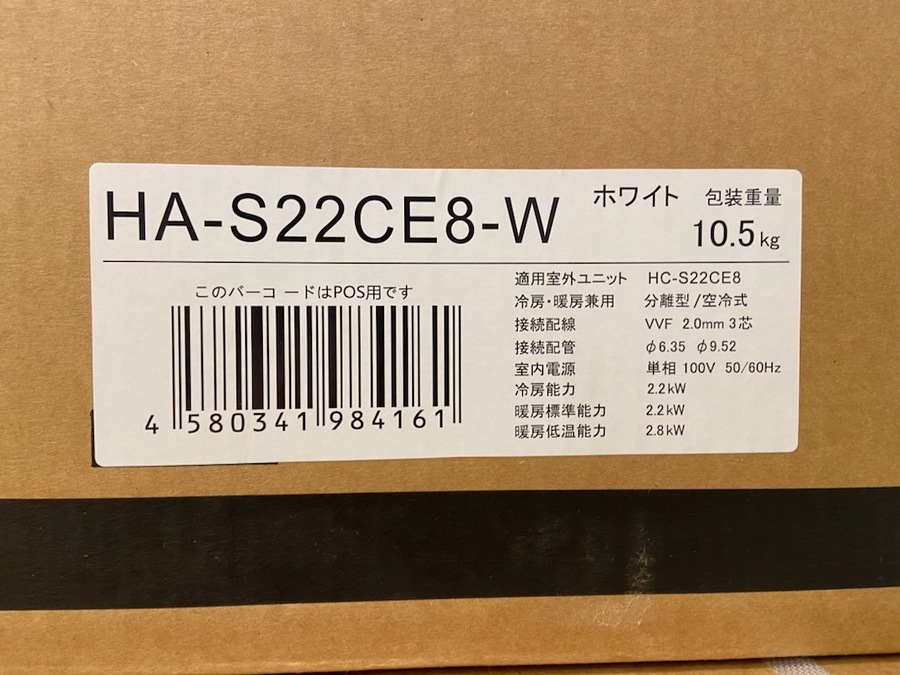 HA-S22CE8-W
ホワイト 包装重量
10.5kg
このバーコ ードはPOS用です
4 580341 984161
適用室外ユニット HC-S22CE8
冷房・暖房兼用 分離型/空冷式
接続配線 VVF 2.0mm 3芯
接続配管 φ6.35 φ9.52
室内電源 単相 100V 50/60Hz
冷房能力 2.2kW
暖房標準能力 2.2kW
暖房低温能力 2.8kW